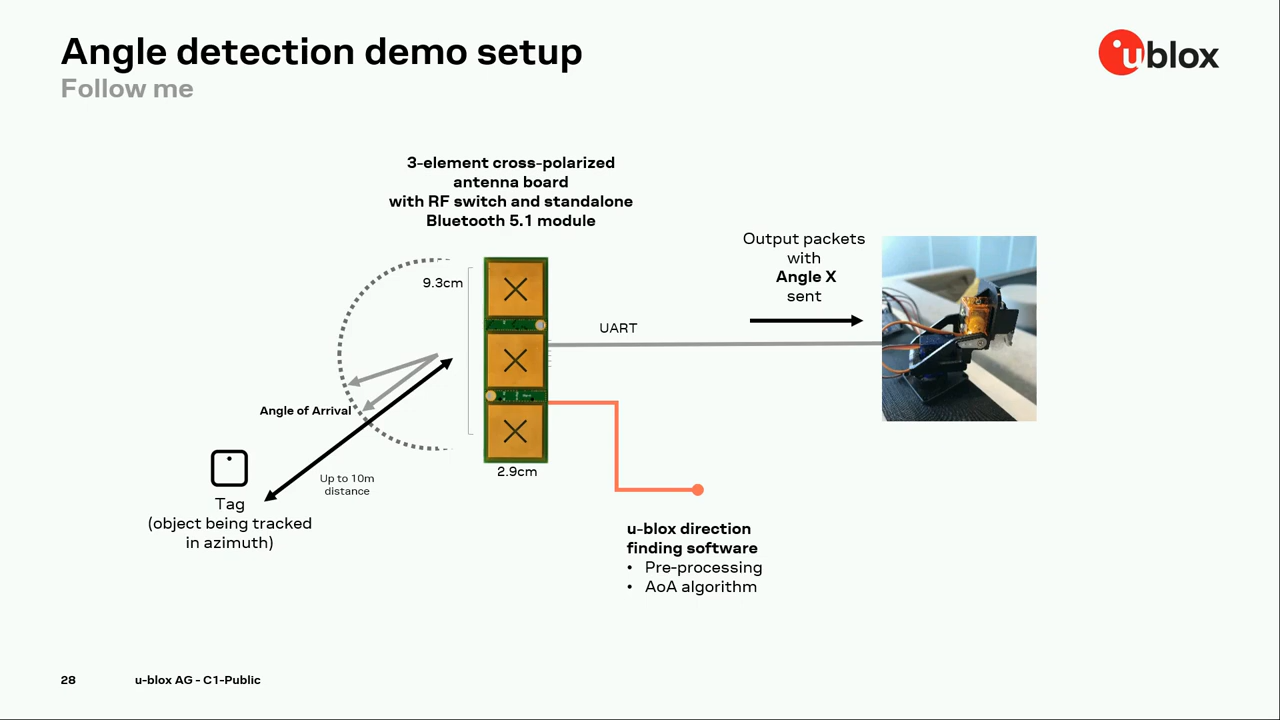 Angle detection demo setup
Follow me
ublox
3-element cross-polarized
antenna board
with RF switch and standalone
Bluetooth 5.1 module
9.3cm
2.9cm
UART
Output packets
with
Angle X
sent
Angle of Arrival
Up to 10m
distance
Tag
(object being tracked
in azimuth)
u-blox direction
finding software
• Pre-processing
• AoA algorithm
28
u-blox AG - C1-Public